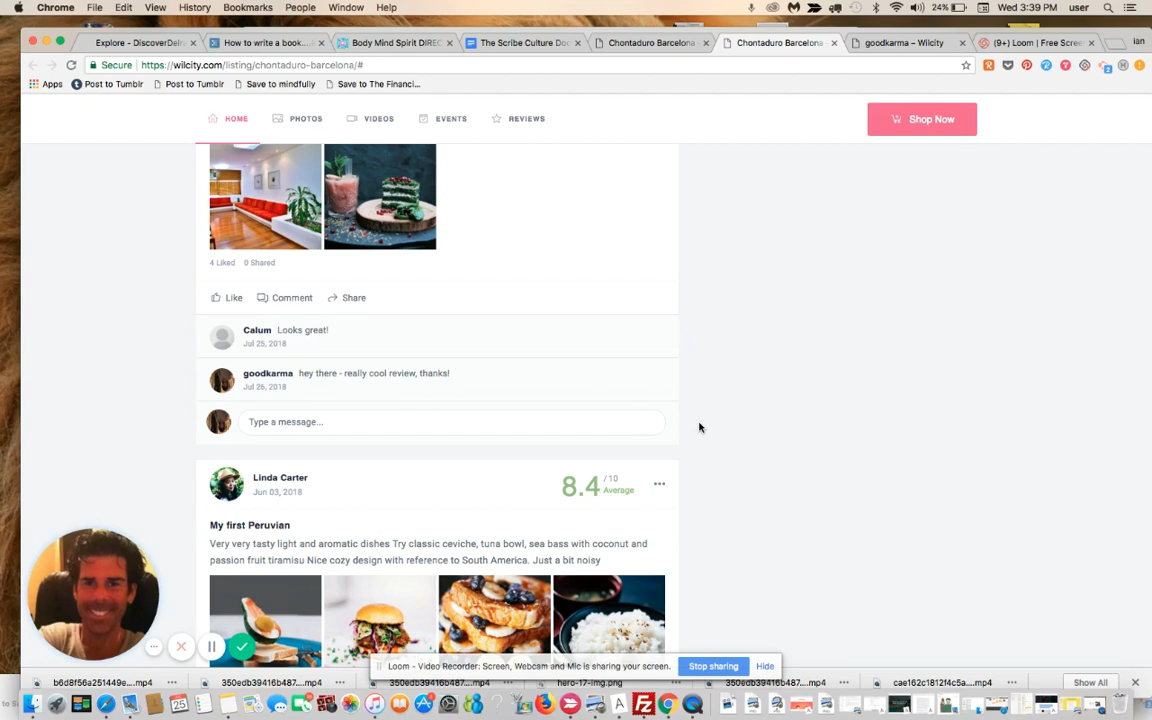 Chrome File Edit View History Bookmarks People Window Help 24% Wed 3:39 PM user
Explore - DiscoverDelra × How to write a book.... × Body Mind Spirit DIREC × The Scribe Culture Doc × Chontaduro Barcelona × Chontaduro Barcelona × goodkarma – Wilcity × (9+) Loom | Free Scree × ian
Secure https://wilcity.com/listing/chontaduro-barcelona/#
Apps Post to Tumblr Post to Tumblr Save to mindfully Save to The Financi...
HOME PHOTOS VIDEOS EVENTS REVIEWS Shop Now
4 Liked 0 Shared
Like Comment Share
Calum Looks great!
Jul 25, 2018
goodkarma hey there - really cool review, thanks!
Jul 26, 2018
Type a message...
Linda Carter
Jun 03, 2018
8.4 /10 Average
My first Peruvian
Very very tasty light and aromatic dishes Try classic ceviche, tuna bowl, sea bass with coconut and
passion fruit tiramisu Nice cozy design with reference to South America. Just a bit noisy
Loom - Video Recorder: Screen, Webcam and Mic is sharing your screen. Stop sharing Hide
b6d8f56a251449e....mp4 350edb39416b487....mp4 350edb39416b487....mp4 hero-17-img.png 350edb39416b487....mp4 cae162c1812f4c5a....mp4 Show All